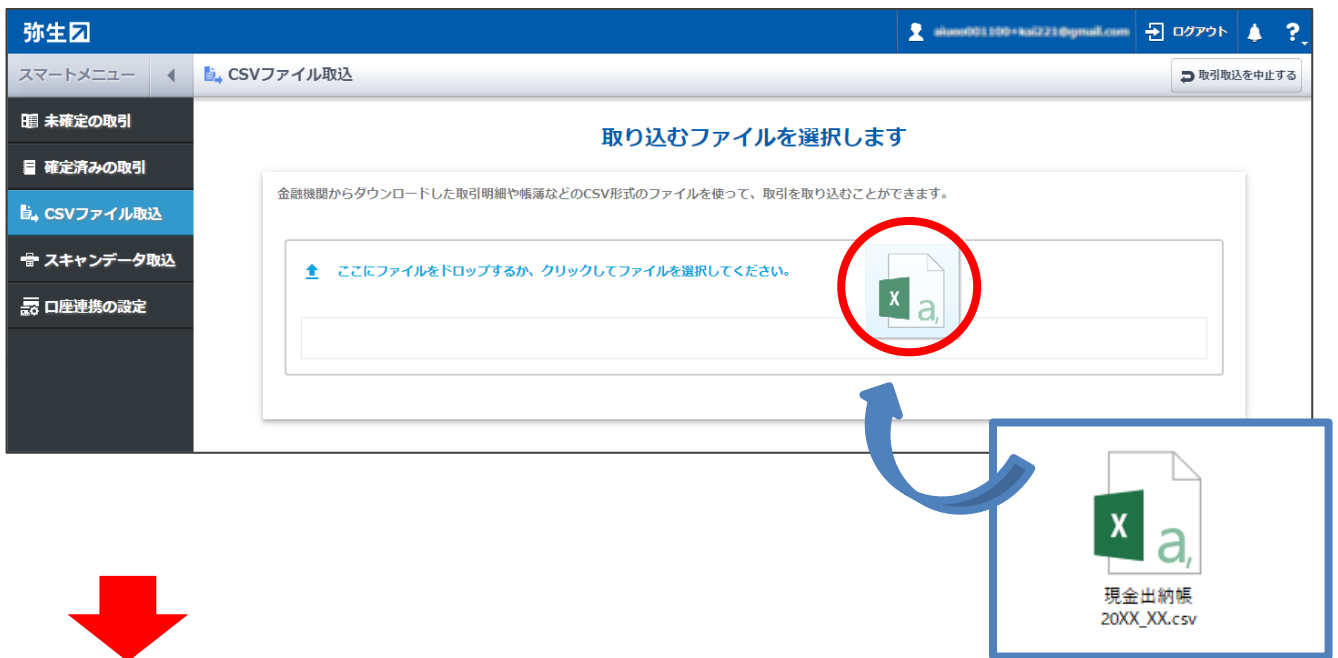 弥生
ログアウト
?
スマートメニュー
CSVファイル取込
取引取込を中止する
未確定の取引
確定済みの取引
CSVファイル取込
スキャンデータ取込
口座連携の設定
取り込むファイルを選択します
金融機関からダウンロードした取引明細や帳簿などのCSV形式のファイルを使って、取引を取り込むことができます。
ここにファイルをドロップするか、クリックしてファイルを選択してください。
X a,
X a,
現金出納帳
20XX_XX.csv